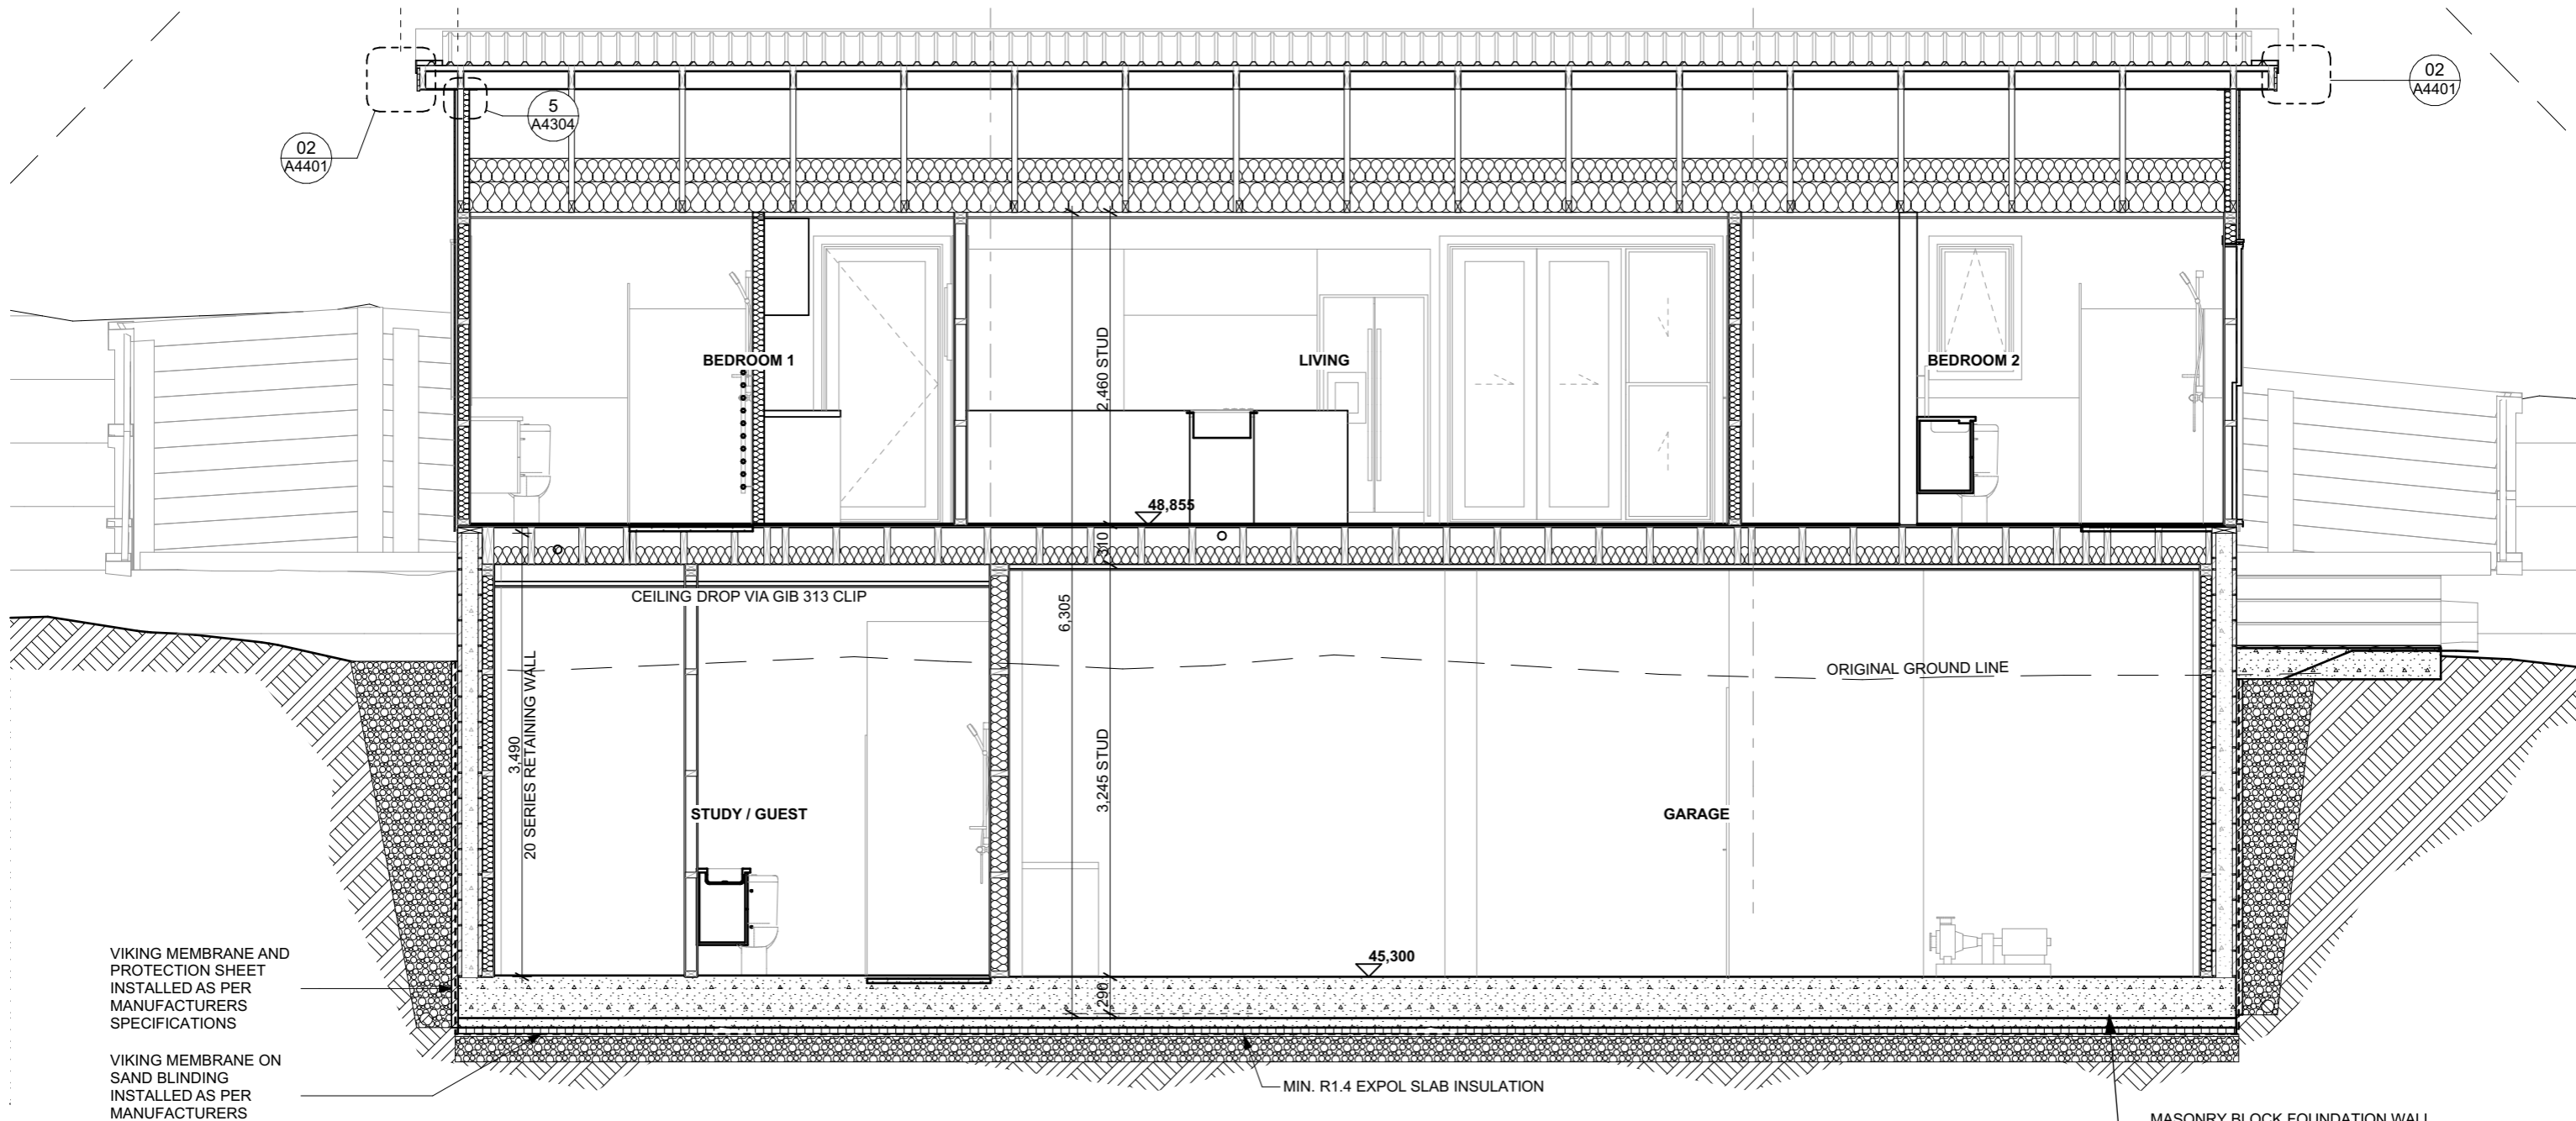 02
A4401
5
A4304
02
A4401
BEDROOM 1
2,460 STUD
LIVING
BEDROOM 2
48,855
310
CEILING DROP VIA GIB 313 CLIP
6,305
ORIGINAL GROUND LINE
3,490
20 SERIES RETAINING WALL
3,245 STUD
STUDY / GUEST
GARAGE
45,300
290
VIKING MEMBRANE AND
PROTECTION SHEET
INSTALLED AS PER
MANUFACTURERS
SPECIFICATIONS
VIKING MEMBRANE ON
SAND BLINDING
INSTALLED AS PER
MANUFACTURERS
MIN. R1.4 EXPOL SLAB INSULATION
MASONRY BLOCK FOUNDATION WALL